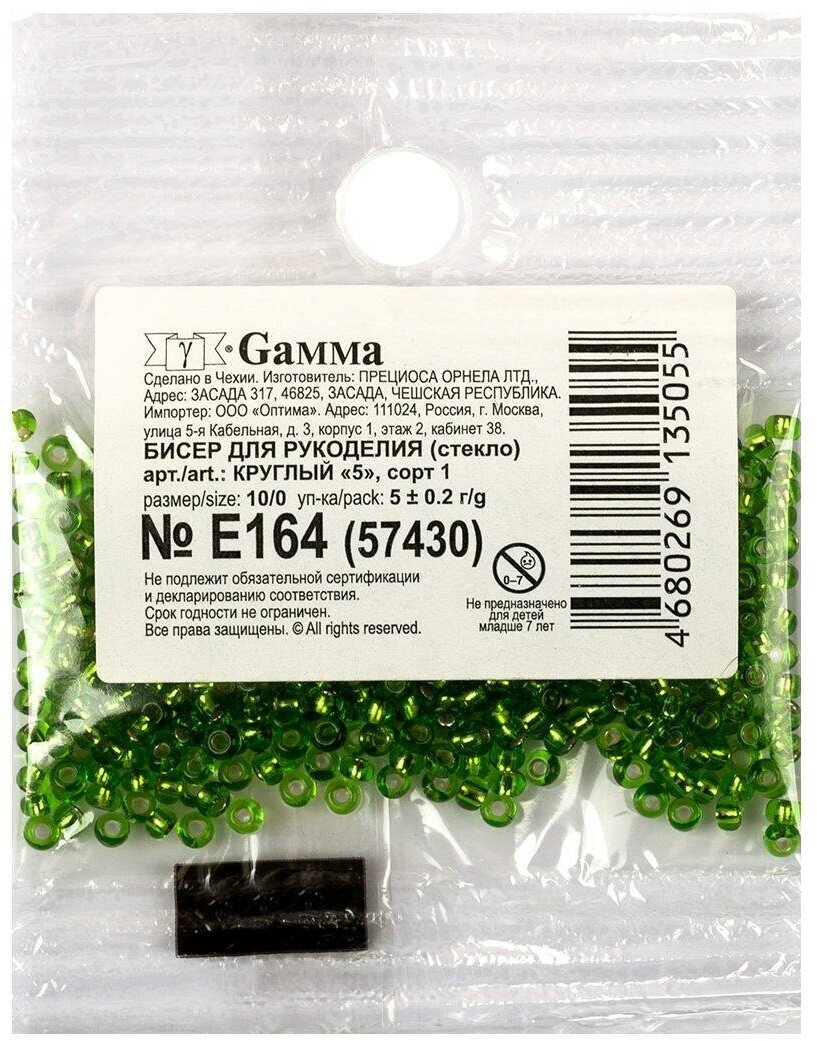 γ ® Gamma
Сделано в Чехии. Изготовитель: ПРЕЦИОСА ОРНЕЛА ЛТД.,
Адрес: ЗАСАДА 317, 46825, ЗАСАДА, ЧЕШСКАЯ РЕСПУБЛИКА.
Импортер: ООО «Оптима». Адрес: 111024, Россия, г. Москва,
улица 5-я Кабельная, д. 3, корпус 1, этаж 2, кабинет 38.
БИСЕР ДЛЯ РУКОДЕЛИЯ (стекло)
арт./art.: КРУГЛЫЙ «5», сорт 1
размер/size: 10/0 уп-ка/pack: 5 ± 0.2 г/g
№ E164 (57430)
0–7
Не подлежит обязательной сертификации
и декларированию соответствия.
Срок годности не ограничен.
Все права защищены. © All rights reserved.
Не предназначено
для детей
младше 7 лет
4 680269 135055